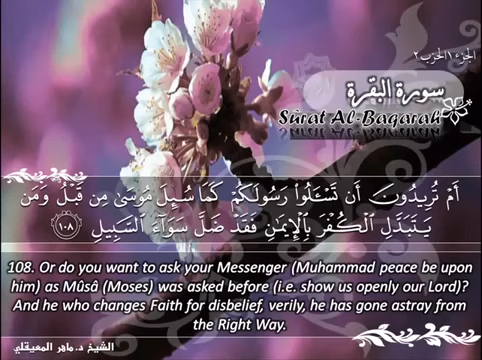 الجزء ١ الحزب ٢
سورة البقرة
Sûrat Al-Baqarah
أَمْ تُرِيدُونَ أَن تَسْـَٔلُوا۟ رَسُولَكُمْ كَمَا سُئِلَ مُوسَىٰ مِن قَبْلُ وَمَن
يَتَبَدَّلِ ٱلْكُفْرَ بِٱلْإِيمَٰنِ فَقَدْ ضَلَّ سَوَآءَ ٱلسَّبِيلِ ١٠٨
108. Or do you want to ask your Messenger (Muhammad peace be upon
him) as Mûsâ (Moses) was asked before (i.e. show us openly our Lord)?
And he who changes Faith for disbelief, verily, he has gone astray from
the Right Way.
الشيخ د. ماهر المعيقلي